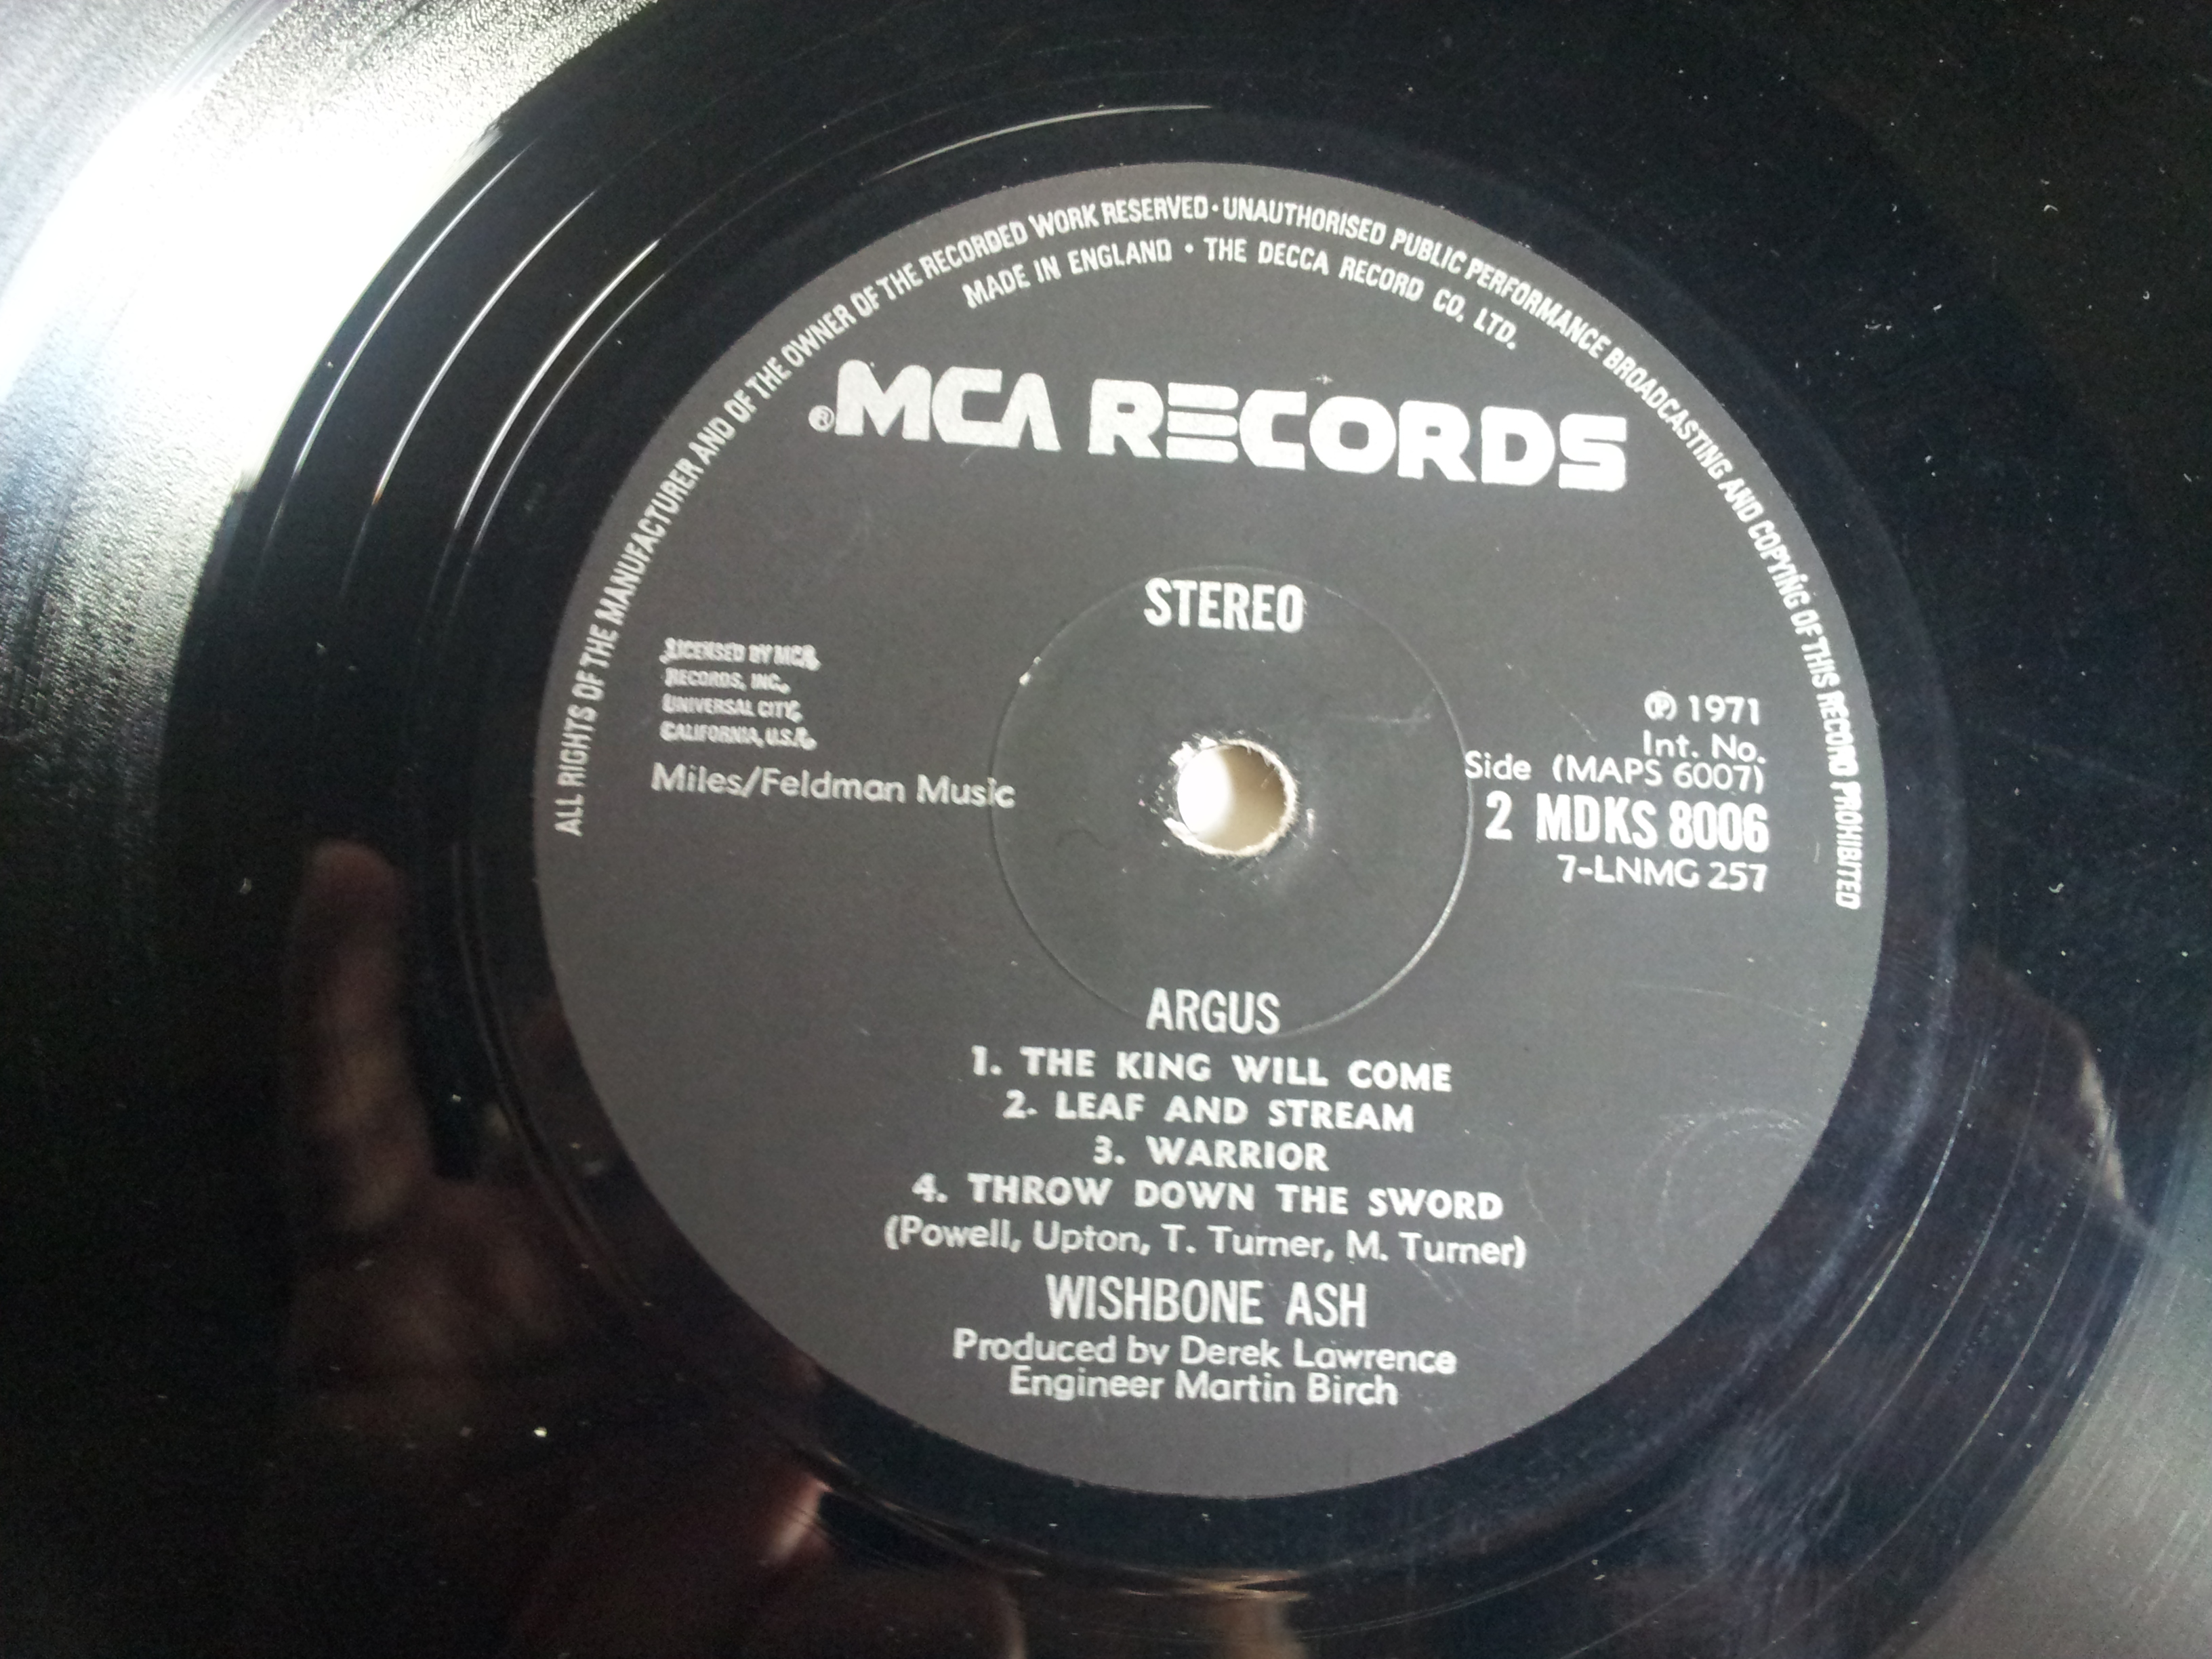 ALL RIGHTS OF THE MANUFACTURER AND OF THE OWNER OF THE RECORDED WORK RESERVED · UNAUTHORISED PUBLIC PERFORMANCE BROADCASTING AND COPYING OF THIS RECORD PROHIBITED
MADE IN ENGLAND • THE DECCA RECORD CO. LTD.
® MCA RECORDS
STEREO
LICENSED BY MCA
RECORDS, INC.
UNIVERSAL CITY,
CALIFORNIA, U.S.A.
Miles/Feldman Music
℗ 1971
Int. No.
Side (MAPS 6007)
2 MDKS 8006
7-LNMG 257
ARGUS
1. THE KING WILL COME
2. LEAF AND STREAM
3. WARRIOR
4. THROW DOWN THE SWORD
(Powell, Upton, T. Turner, M. Turner)
WISHBONE ASH
Produced by Derek Lawrence
Engineer Martin Birch